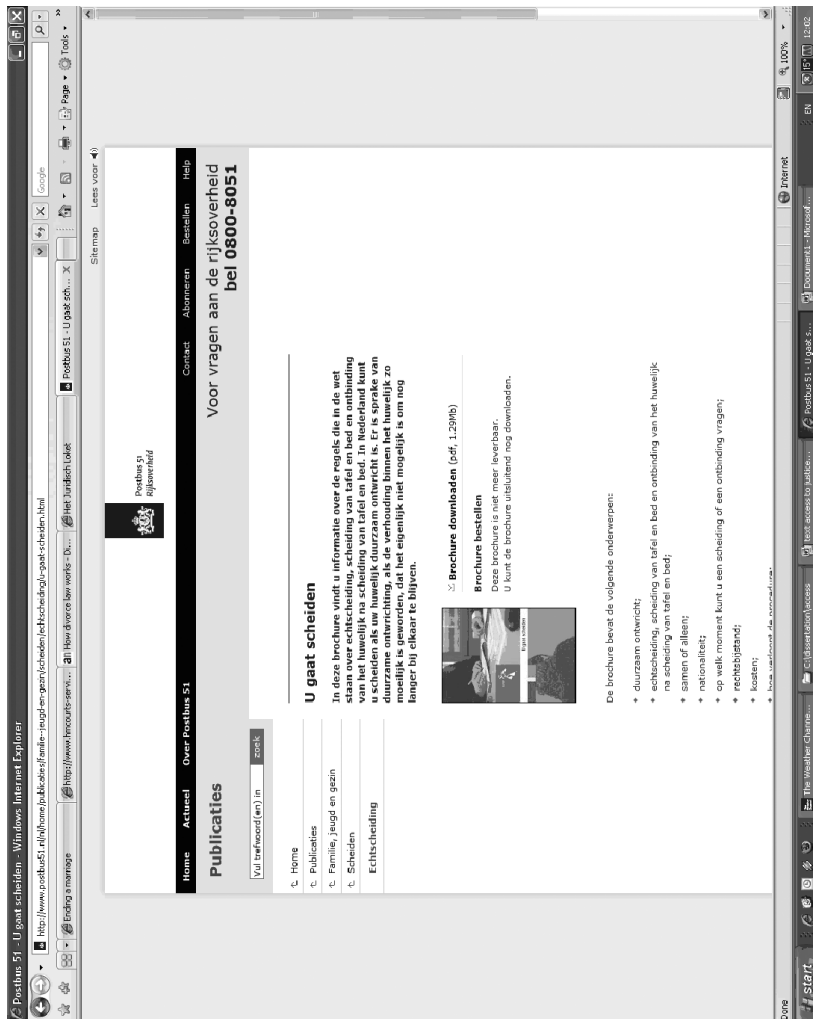 Postbus 51 - U gaat scheiden - Windows Internet Explorer
http://www.postbus51.nl/nl/home/publicaties/familie--jeugd-en-gezin/scheiden/echtscheiding/u-gaat-scheiden.html
Google
Ending a marriage
http://www.hmcourts-servi...
How divorce law works - Di...
Het Juridisch Loket
Postbus 51 - U gaat sch...
Page
Tools
Sitemap
Lees voor
Postbus 51
Rijksoverheid
Home Actueel Over Postbus 51 Contact Abonneren Bestellen Help
Publicaties
Voor vragen aan de rijksoverheid
bel 0800-8051
Vul trefwoord(en) in
zoek
Home
Publicaties
Familie, jeugd en gezin
Scheiden
Echtscheiding
U gaat scheiden
In deze brochure vindt u informatie over de regels die in de wet
staan over echtscheiding, scheiding van tafel en bed en ontbinding
van het huwelijk na scheiding van tafel en bed. In Nederland kunt
u scheiden als uw huwelijk duurzaam ontwricht is. Er is sprake van
duurzame ontwrichting, als de verhouding binnen het huwelijk zo
moeilijk is geworden, dat het eigenlijk niet mogelijk is om nog
langer bij elkaar te blijven.
Brochure downloaden (pdf, 1.29Mb)
Brochure bestellen
Deze brochure is niet meer leverbaar.
U kunt de brochure uitsluitend nog downloaden.
De brochure bevat de volgende onderwerpen:
duurzaam ontwricht;
echtscheiding, scheiding van tafel en bed en ontbinding van het huwelijk
na scheiding van tafel en bed;
samen of alleen;
nationaliteit;
op welk moment kunt u een scheiding of een ontbinding vragen;
rechtsbijstand;
kosten;
hoe verloopt de procedure;
Done
Internet
100%
start
The Weather Channe...
C:\dissertation\access
text access to justice...
Postbus 51 - U gaat s...
Document1 - Microsof...
EN
15°
12:02